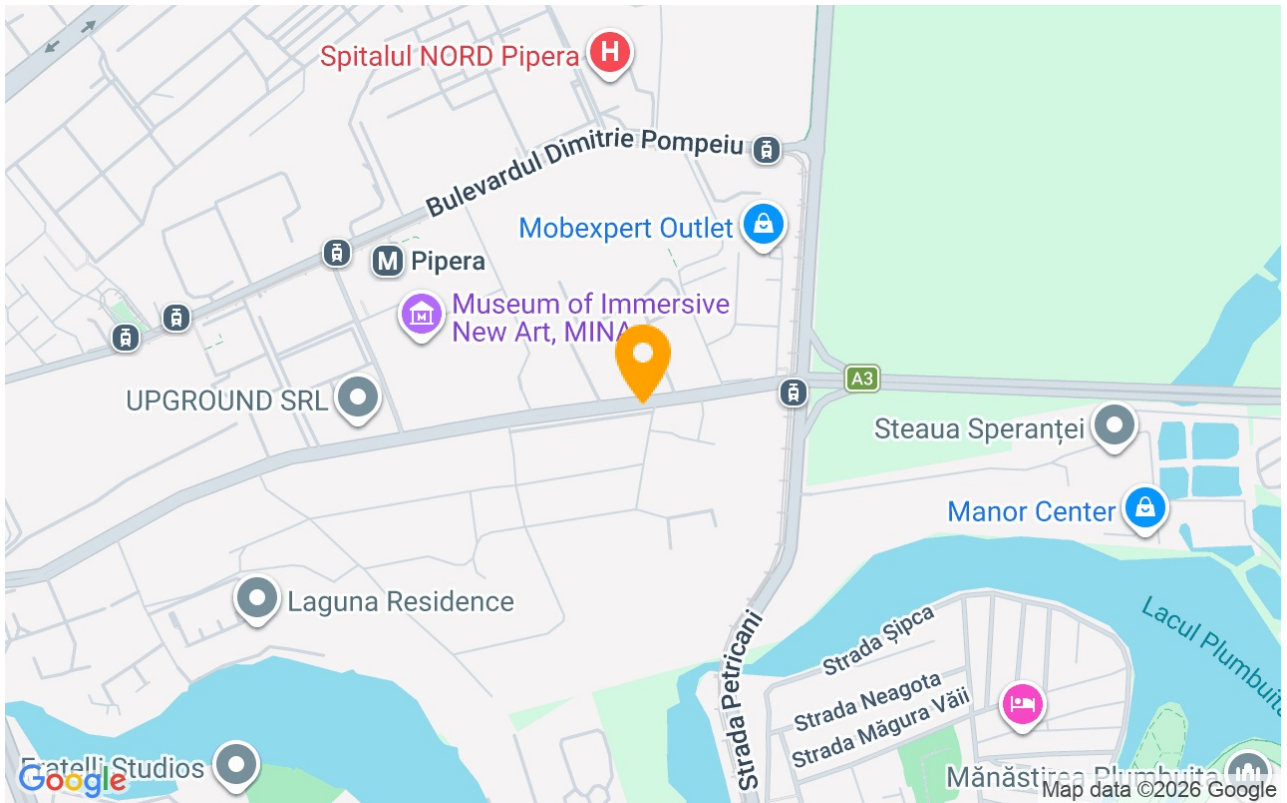 Spitalul NORD Pipera
H
Bulevardul Dimitrie Pompeiu
Mobexpert Outlet
M Pipera
Museum of Immersive
New Art, MINA
UPGROUND SRL
A3
Steaua Speranței
Manor Center
Laguna Residence
Lacul Plumbuita
Strada Șipca
Strada Neagota
Strada Măgura Văii
Strada Petricani
Fratelli Studios
Google
Mănăstirea Plumbuita
Map data ©2026 Google